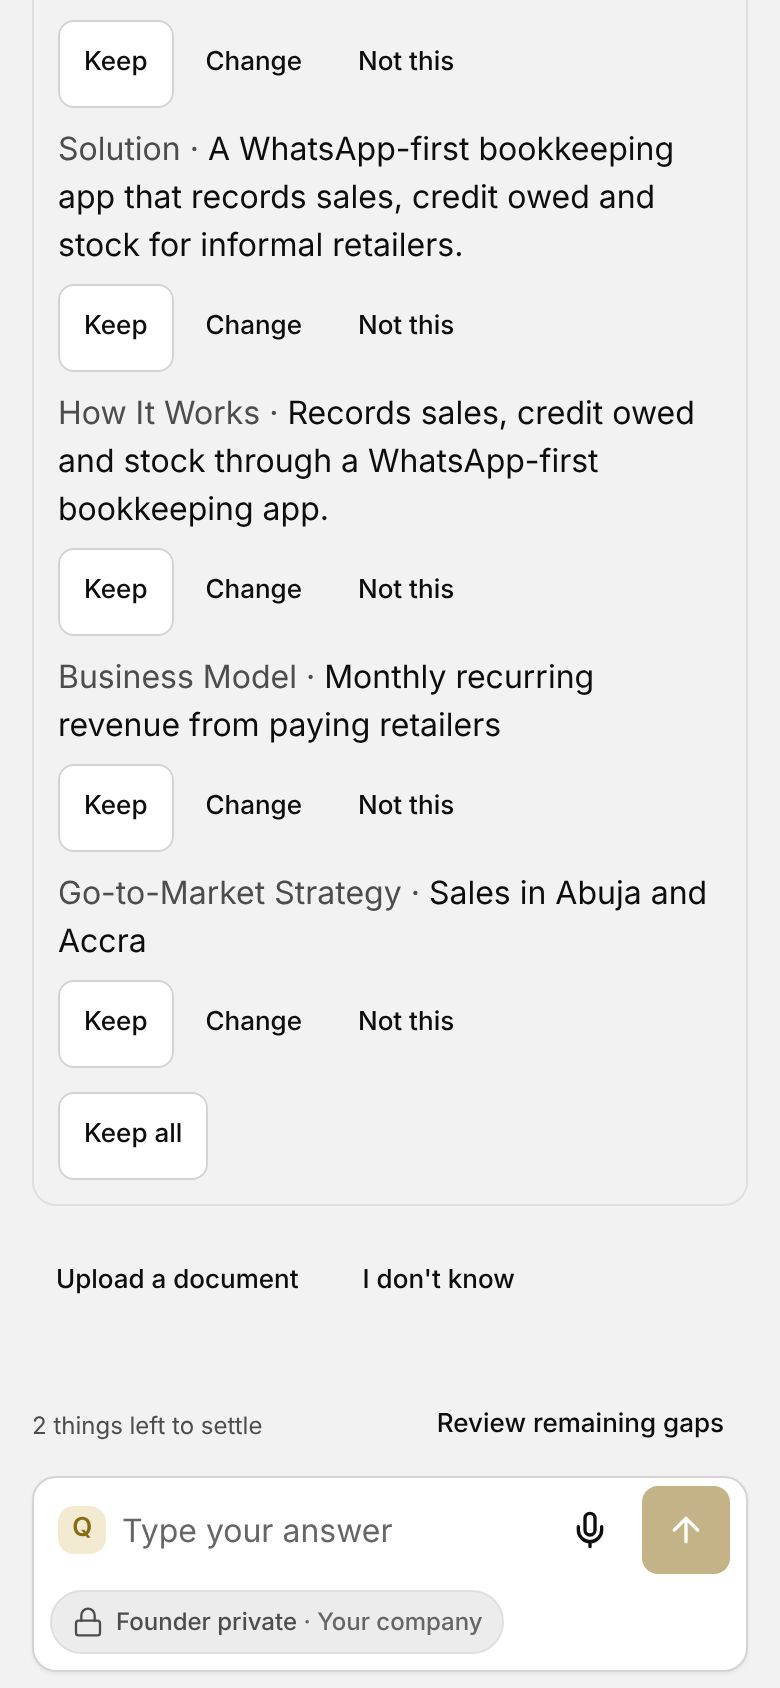 Keep Change Not this
Solution · A WhatsApp-first bookkeeping
app that records sales, credit owed and
stock for informal retailers.
Keep Change Not this
How It Works · Records sales, credit owed
and stock through a WhatsApp-first
bookkeeping app.
Keep Change Not this
Business Model · Monthly recurring
revenue from paying retailers
Keep Change Not this
Go-to-Market Strategy · Sales in Abuja and
Accra
Keep Change Not this
Keep all
Upload a document I don't know
2 things left to settle Review remaining gaps
Q Type your answer
Founder private · Your company